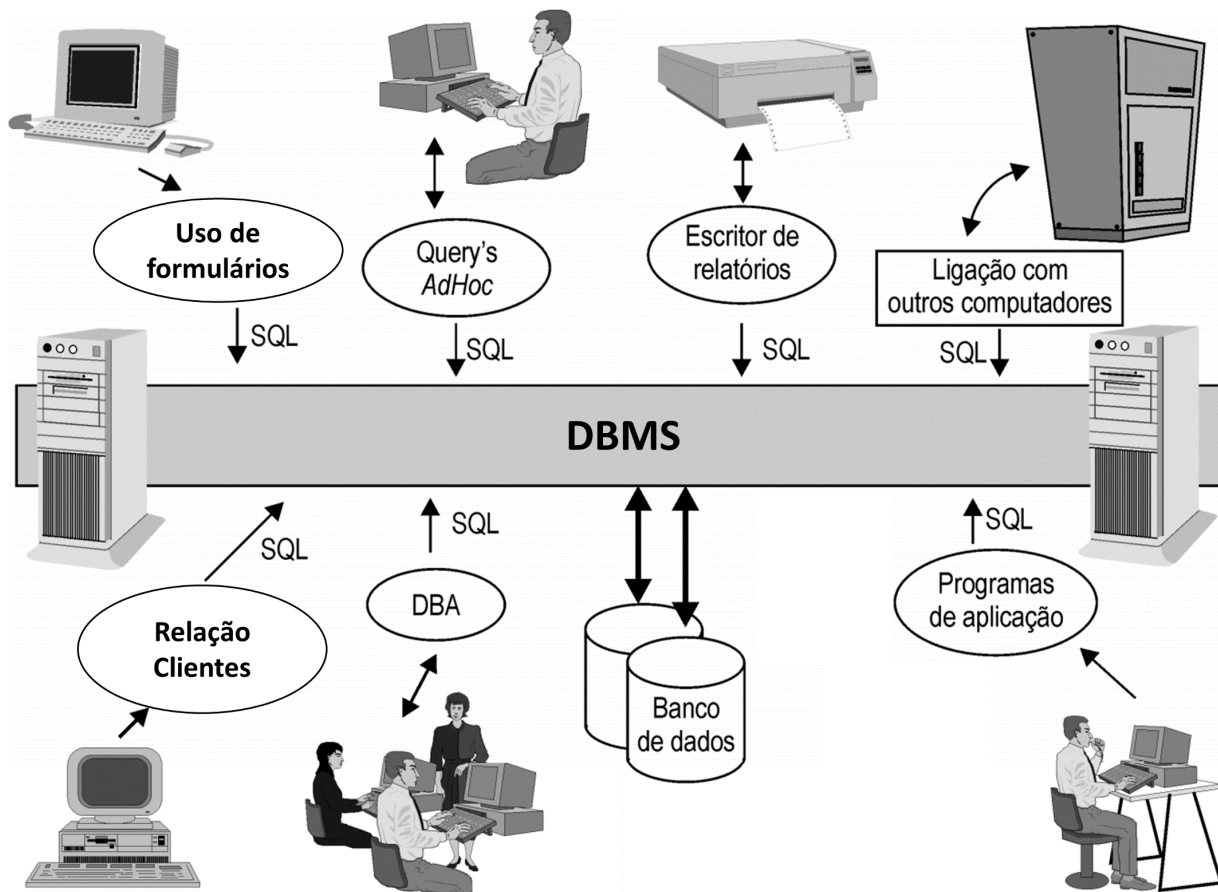 Uso de
formulários
Query's
AdHoc
Escritor de
relatórios
Ligação com
outros computadores
SQL
SQL
SQL
SQL
DBMS
SQL
SQL
SQL
Relação
Clientes
DBA
Banco
de dados
Programas
de aplicação